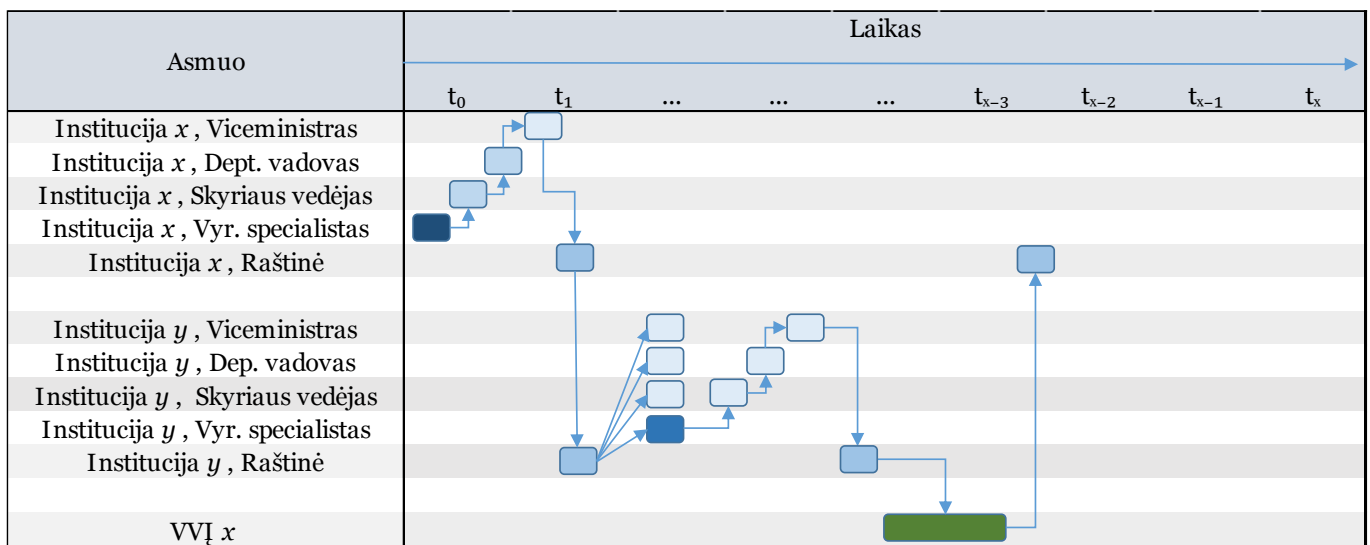 Asmuo
Laikas
t₀ t₁ ... ... ... tₓ₋₃ tₓ₋₂ tₓ₋₁ tₓ
Institucija x , Viceministras
Institucija x , Dept. vadovas
Institucija x , Skyriaus vedėjas
Institucija x , Vyr. specialistas
Institucija x , Raštinė
Institucija y , Viceministras
Institucija y , Dep. vadovas
Institucija y , Skyriaus vedėjas
Institucija y , Vyr. specialistas
Institucija y , Raštinė
VVĮ x